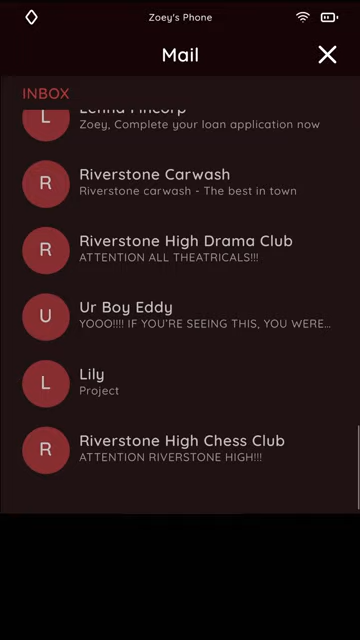 Zoey's Phone
Mail
INBOX
L
Lenna Fincorp
Zoey, Complete your loan application now
R
Riverstone Carwash
Riverstone carwash - The best in town
R
Riverstone High Drama Club
ATTENTION ALL THEATRICALS!!!
U
Ur Boy Eddy
YOOO!!!! IF YOU'RE SEEING THIS, YOU WERE...
L
Lily
Project
R
Riverstone High Chess Club
ATTENTION RIVERSTONE HIGH!!!